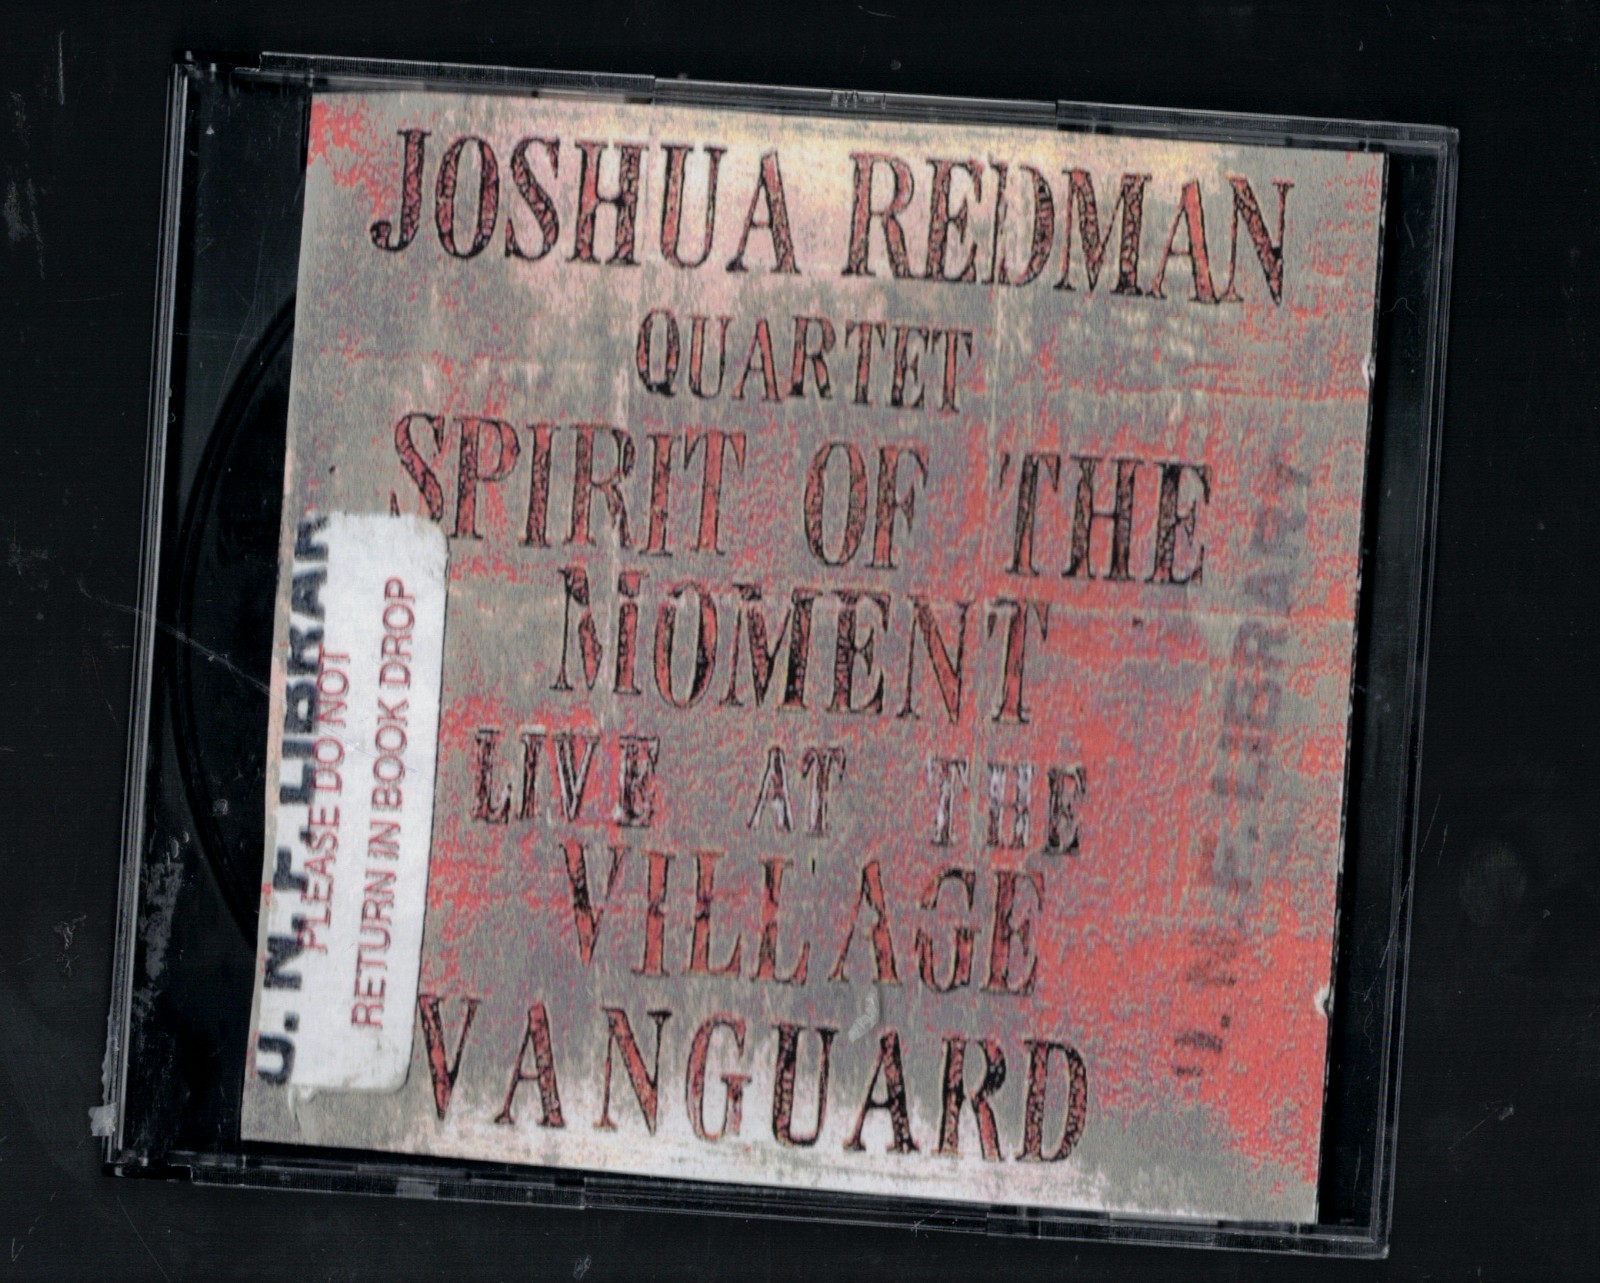 JOSHUA REDMAN
QUARTET
SPIRIT OF THE
MOMENT
LIVE AT THE
VILLAGE
VANGUARD
U. N. F. LIBRAR
PLEASE DO NOT
RETURN IN BOOK DROP
U. N. F. LIBRARY